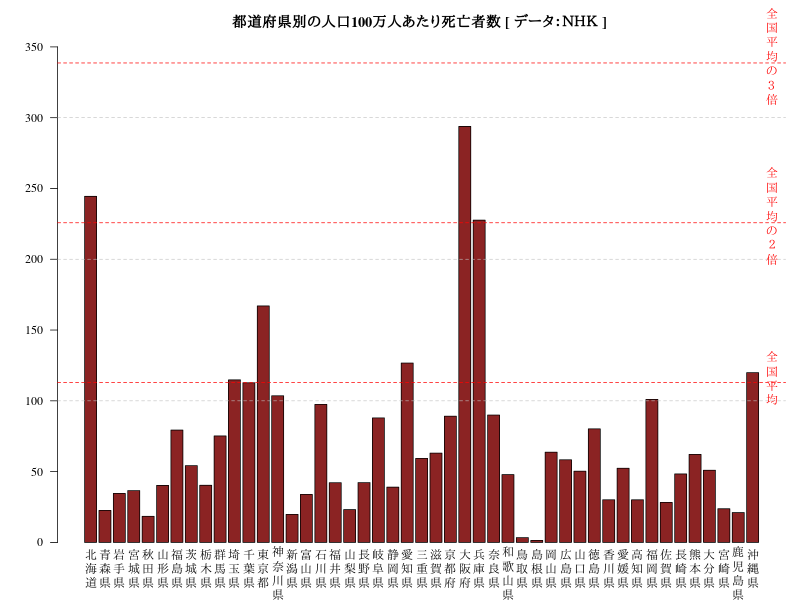 都道府県別の人口100万人あたり死亡者数 [ データ：NHK ]
350
300
250
200
150
100
50
0
全国平均の3倍
全国平均の2倍
全国平均
北海道
青森県
岩手県
宮城県
秋田県
山形県
福島県
茨城県
栃木県
群馬県
埼玉県
千葉県
東京都
神奈川県
新潟県
富山県
石川県
福井県
山梨県
長野県
岐阜県
静岡県
愛知県
三重県
滋賀県
京都府
大阪府
兵庫県
奈良県
和歌山県
鳥取県
島根県
岡山県
広島県
山口県
徳島県
香川県
愛媛県
高知県
福岡県
佐賀県
長崎県
熊本県
大分県
宮崎県
鹿児島県
沖縄県